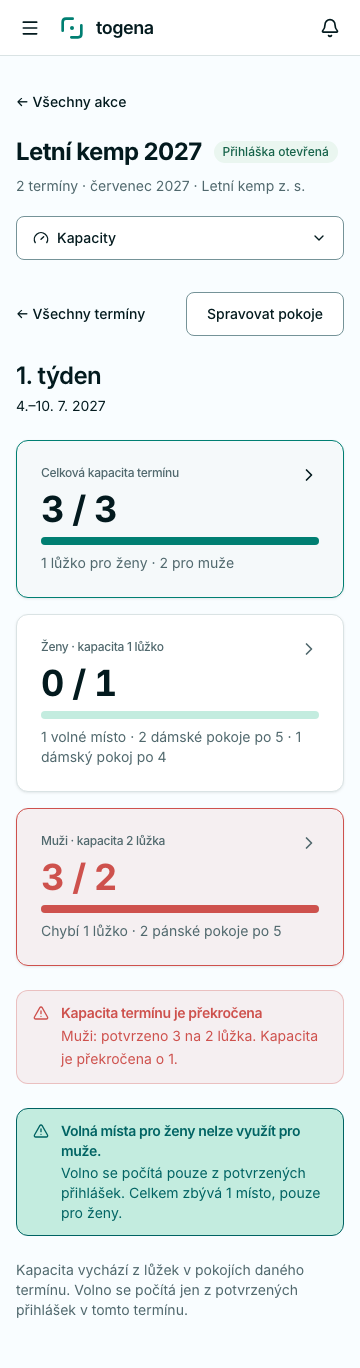 togena
← Všechny akce
Letní kemp 2027 Přihláška otevřená
2 termíny · červenec 2027 · Letní kemp z. s.
Kapacity
← Všechny termíny Spravovat pokoje
1. týden
4.–10. 7. 2027
Celková kapacita termínu
3 / 3
1 lůžko pro ženy · 2 pro muže
Ženy · kapacita 1 lůžko
0 / 1
1 volné místo · 2 dámské pokoje po 5 · 1
dámský pokoj po 4
Muži · kapacita 2 lůžka
3 / 2
Chybí 1 lůžko · 2 pánské pokoje po 5
Kapacita termínu je překročena
Muži: potvrzeno 3 na 2 lůžka. Kapacita
je překročena o 1.
Volná místa pro ženy nelze využít pro
muže.
Volno se počítá pouze z potvrzených
přihlášek. Celkem zbývá 1 místo, pouze
pro ženy.
Kapacita vychází z lůžek v pokojích daného
termínu. Volno se počítá jen z potvrzených
přihlášek v tomto termínu.